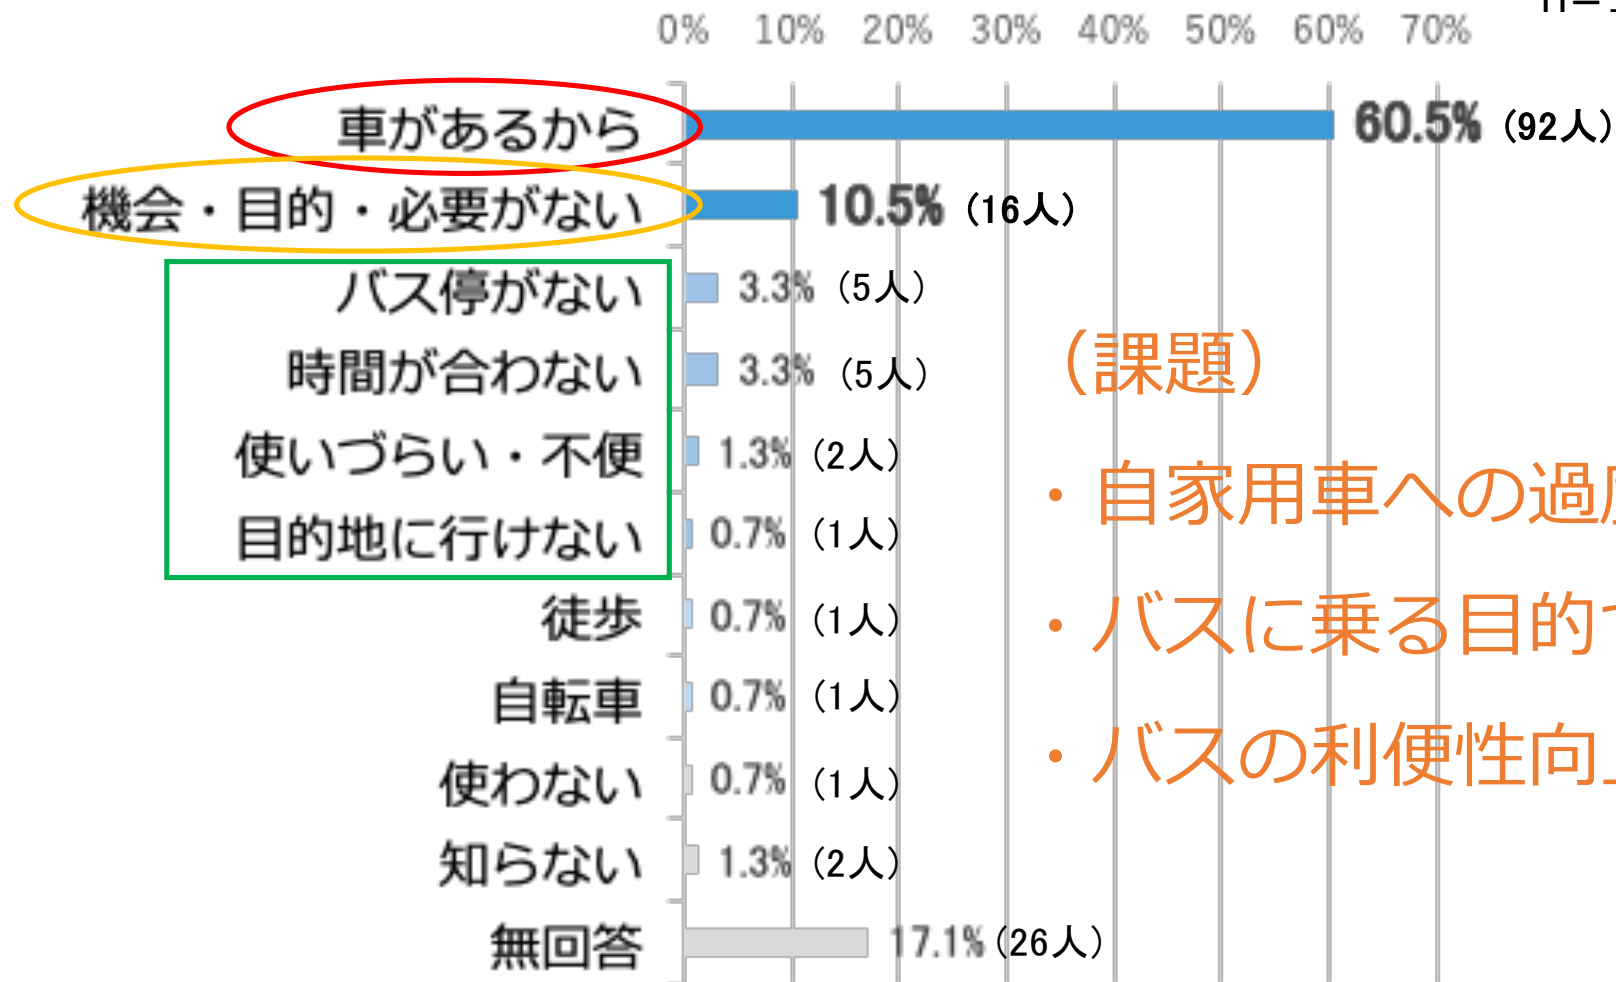 0% 10% 20% 30% 40% 50% 60% 70%
車があるから 60.5% (92人)
機会・目的・必要がない 10.5% (16人)
バス停がない 3.3% (5人)
時間が合わない 3.3% (5人)
使いづらい・不便 1.3% (2人)
目的地に行けない 0.7% (1人)
徒歩 0.7% (1人)
自転車 0.7% (1人)
使わない 0.7% (1人)
知らない 1.3% (2人)
無回答 17.1% (26人)
(課題)
・自家用車への過
・バスに乗る目的
・バスの利便性向